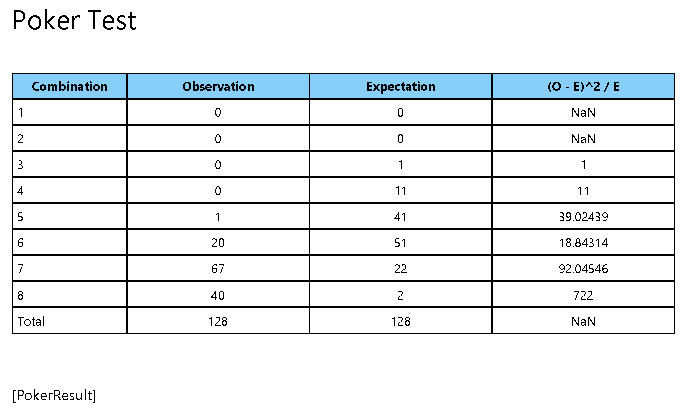 Poker Test
Combination Observation Expectation (O - E)^2 / E
1 0 0 NaN
2 0 0 NaN
3 0 1 1
4 0 11 11
5 1 41 39.02439
6 20 51 18.84314
7 67 22 92.04546
8 40 2 722
Total 128 128 NaN
[PokerResult]